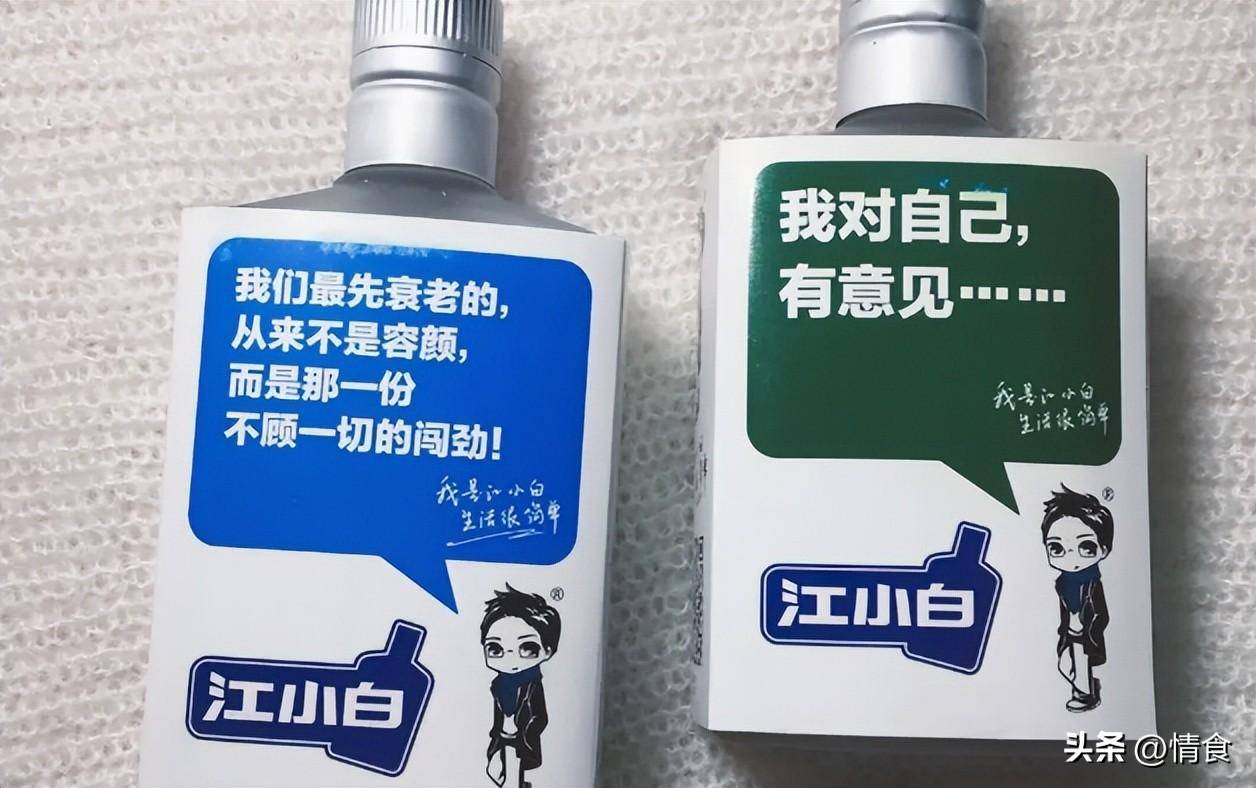 我们最先衰老的,
从来不是容颜,
而是那一份
不顾一切的闯劲!
我是江小白
生活很简单
江小白
®
我对自己,
有意见……
我是江小白
生活很简单
江小白
®
头条 @情食